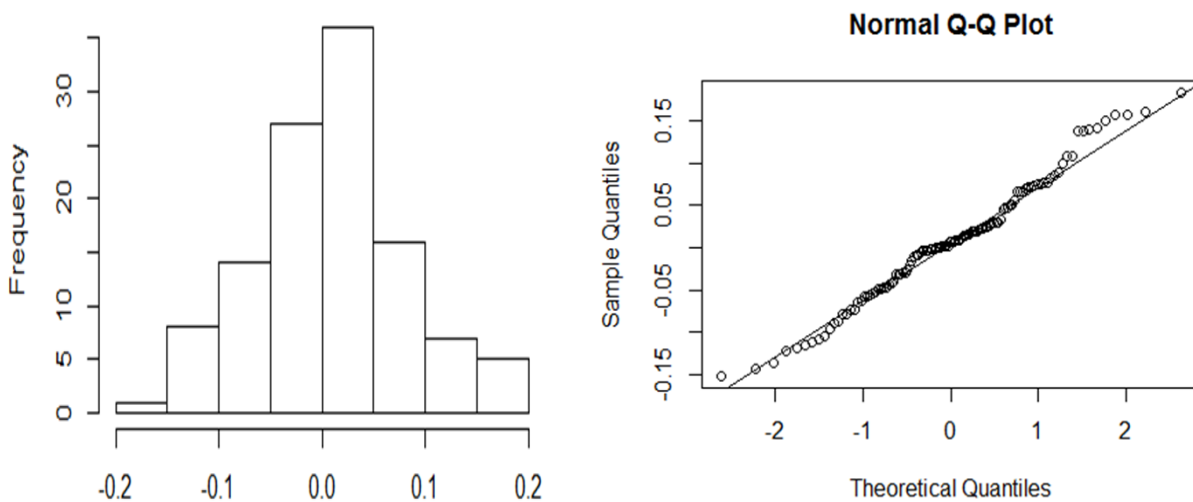 Frequency
0 5 10 20 30
-0.2 -0.1 0.0 0.1 0.2
Normal Q-Q Plot
Sample Quantiles
-0.15 -0.05 0.05 0.15
-2 -1 0 1 2
Theoretical Quantiles